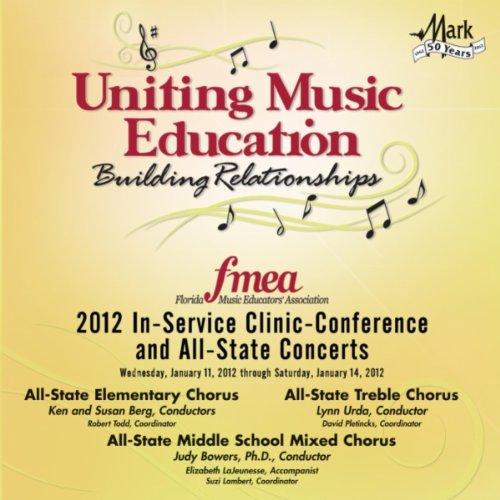 Mark
1962 50 Years 2012
Uniting Music
Education
Building Relationships
fmea
Florida Music Educators' Association
2012 In-Service Clinic-Conference
and All-State Concerts
Wednesday, January 11, 2012 through Saturday, January 14, 2012
All-State Elementary Chorus
Ken and Susan Berg, Conductors
Robert Todd, Coordinator
All-State Treble Chorus
Lynn Urda, Conductor
David Pletincks, Coordinator
All-State Middle School Mixed Chorus
Judy Bowers, Ph.D., Conductor
Elizabeth LaJeunesse, Accompanist
Suzi Lambert, Coordinator